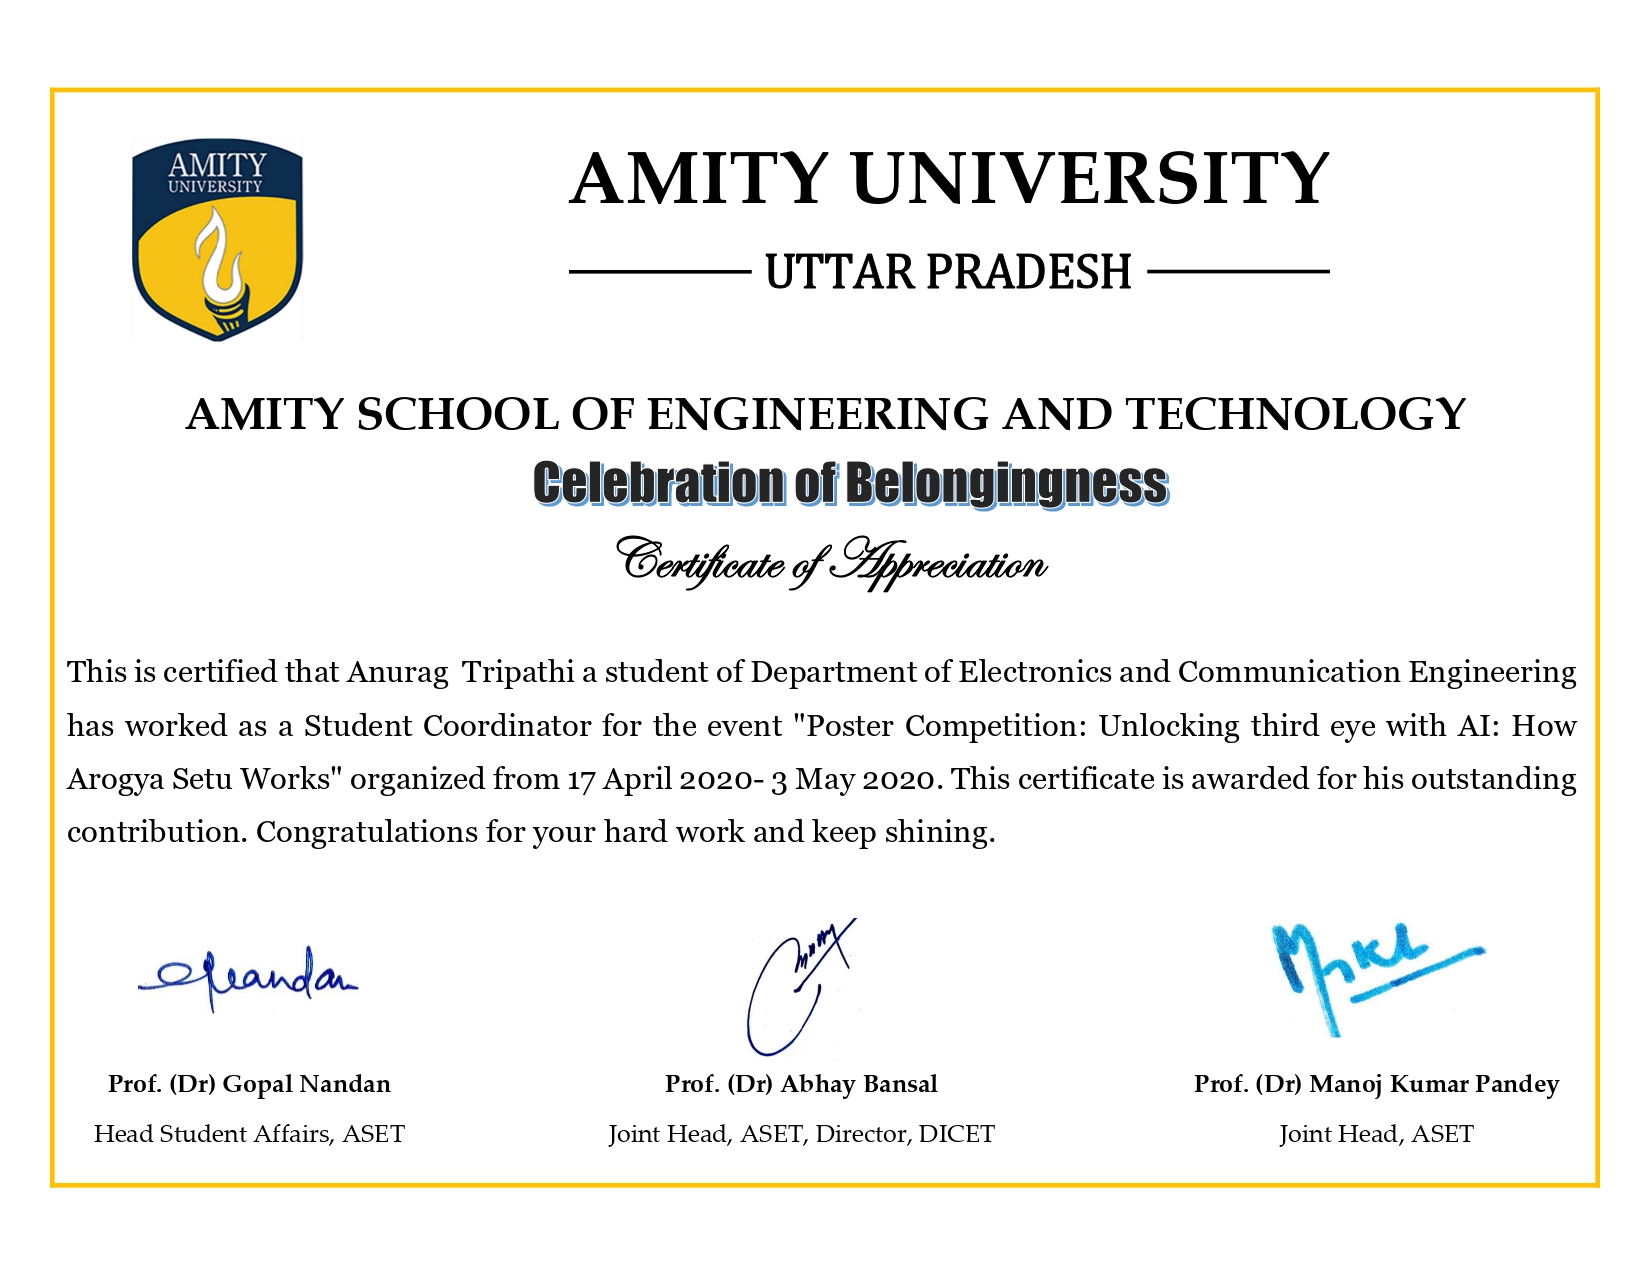 AMITY
UNIVERSITY
AMITY UNIVERSITY
UTTAR PRADESH
AMITY SCHOOL OF ENGINEERING AND TECHNOLOGY
Celebration of Belongingness
Certificate of Appreciation
This is certified that Anurag  Tripathi a student of Department of Electronics and Communication Engineering
has worked as a Student Coordinator for the event "Poster Competition: Unlocking third eye with AI: How
Arogya Setu Works" organized from 17 April 2020- 3 May 2020. This certificate is awarded for his outstanding
contribution. Congratulations for your hard work and keep shining.
Prof. (Dr) Gopal Nandan
Prof. (Dr) Abhay Bansal
Prof. (Dr) Manoj Kumar Pandey
Head Student Affairs, ASET
Joint Head, ASET, Director, DICET
Joint Head, ASET